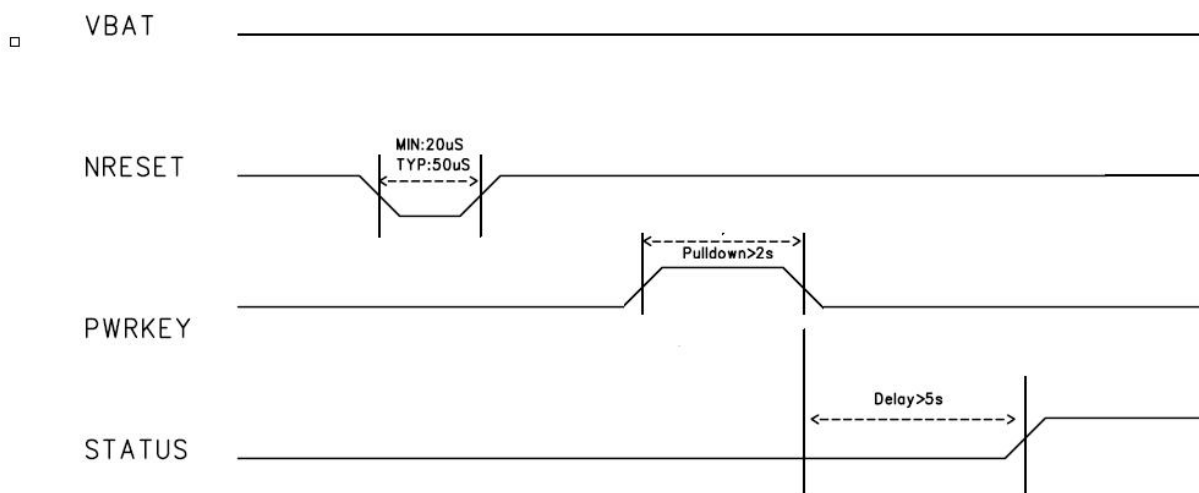 VBAT
MIN:20uS
TYP:50uS
NRESET
Pulldown>2s
PWRKEY
Delay>5s
STATUS